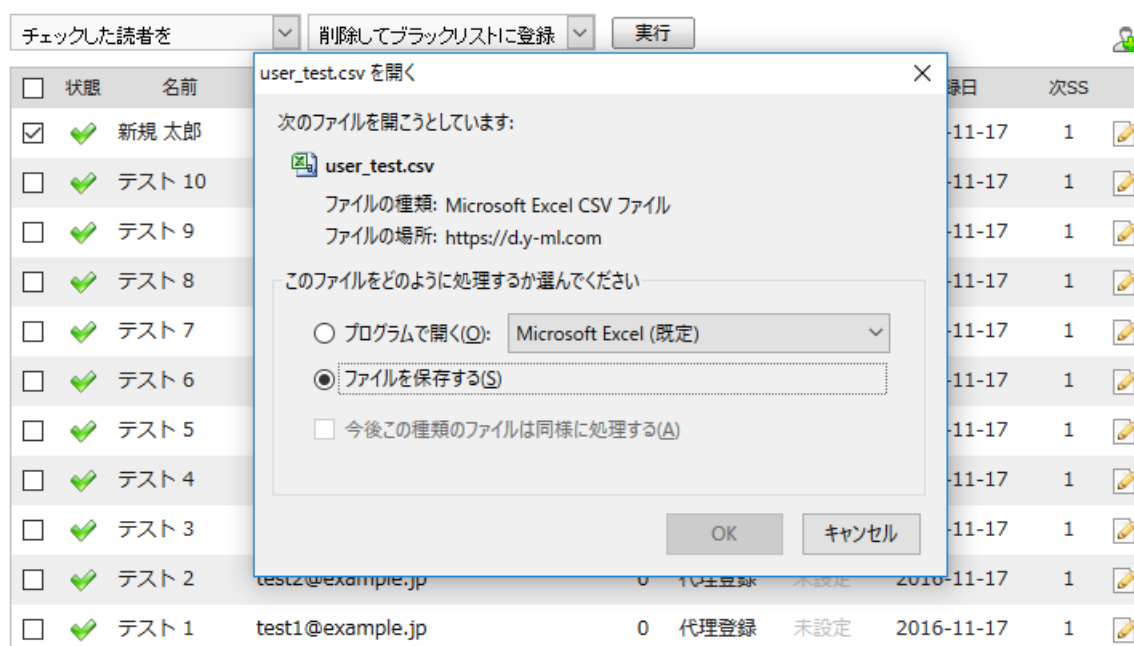 チェックした読者を 削除してブラックリストに登録 実行
状態 名前 録日 次SS
user_test.csv を開く
次のファイルを開こうとしています:
user_test.csv
ファイルの種類: Microsoft Excel CSV ファイル
ファイルの場所: https://d.y-ml.com
このファイルをどのように処理するか選んでください
プログラムで開く(O): Microsoft Excel (既定)
ファイルを保存する(S)
今後この種類のファイルは同様に処理する(A)
OK キャンセル
新規 太郎 -11-17 1
テスト 10 -11-17 1
テスト 9 -11-17 1
テスト 8 -11-17 1
テスト 7 -11-17 1
テスト 6 -11-17 1
テスト 5 -11-17 1
テスト 4 -11-17 1
テスト 3 -11-17 1
テスト 2 test2@example.jp 0 代理登録 未設定 2016-11-17 1
テスト 1 test1@example.jp 0 代理登録 未設定 2016-11-17 1